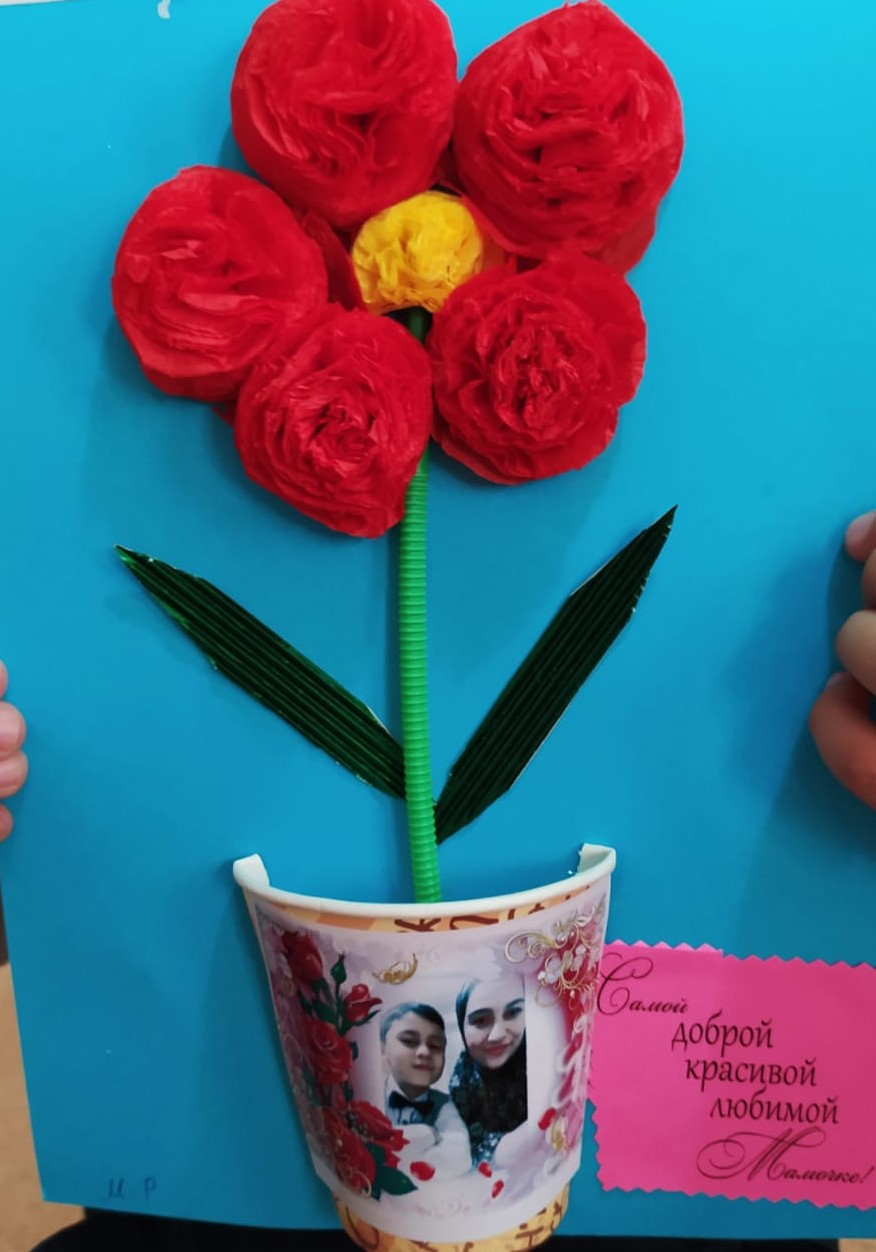 Самой
доброй
красивой
любимой
Мамочке!
И Р